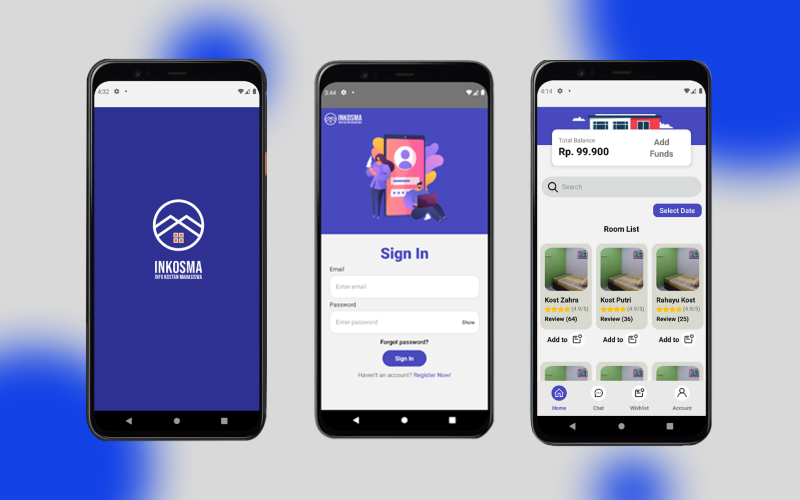 4:32
INKOSMA
INFO KOSTAN MAHASISWA
3:44
INKOSMA
INFO KOSTAN MAHASISWA
Sign In
Email
Enter email
Password
Enter password Show
Forgot password?
Sign In
Haven't an account? Register Now!
4:14
Total Balance
Rp. 99.900
Add
Funds
Search
Select Date
Room List
Kost Zahra Kost Putri Rahayu Kost
(4.9/5) (4.9/5) (4.9/5)
Review (64) Review (36) Review (25)
Add to Add to Add to
Home Chat Wishlist Account